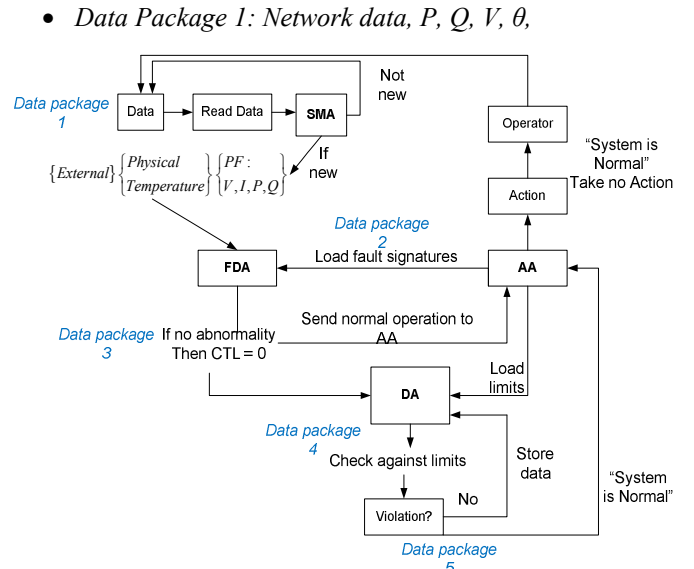 • Data Package 1: Network data, P, Q, V, θ,
Not
new
Data package
1
Data
Read Data
SMA
Operator
If
new
"System is
Normal"
Take no Action
{External} {Physical Temperature} {PF : V, I, P, Q}
Action
Data package
2
Load fault signatures
FDA
AA
Data package
3
If no abnormality
Then CTL = 0
Send normal operation to
AA
Load
limits
DA
Data package
4
Check against limits
Store
data
"System
is Normal"
No
Violation?
Data package
5